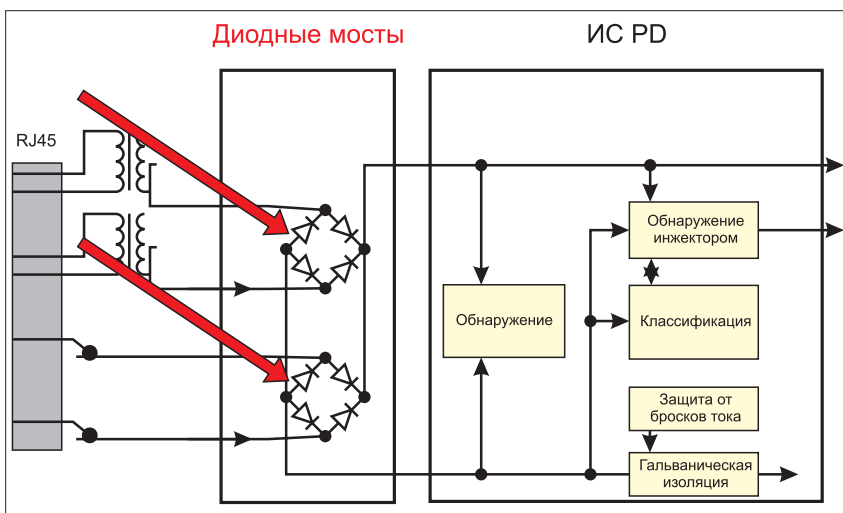 Диодные мосты
ИС PD
RJ45
Обнаружение
инжектором
Обнаружение
Классификация
Защита от
бросков тока
Гальваническая
изоляция